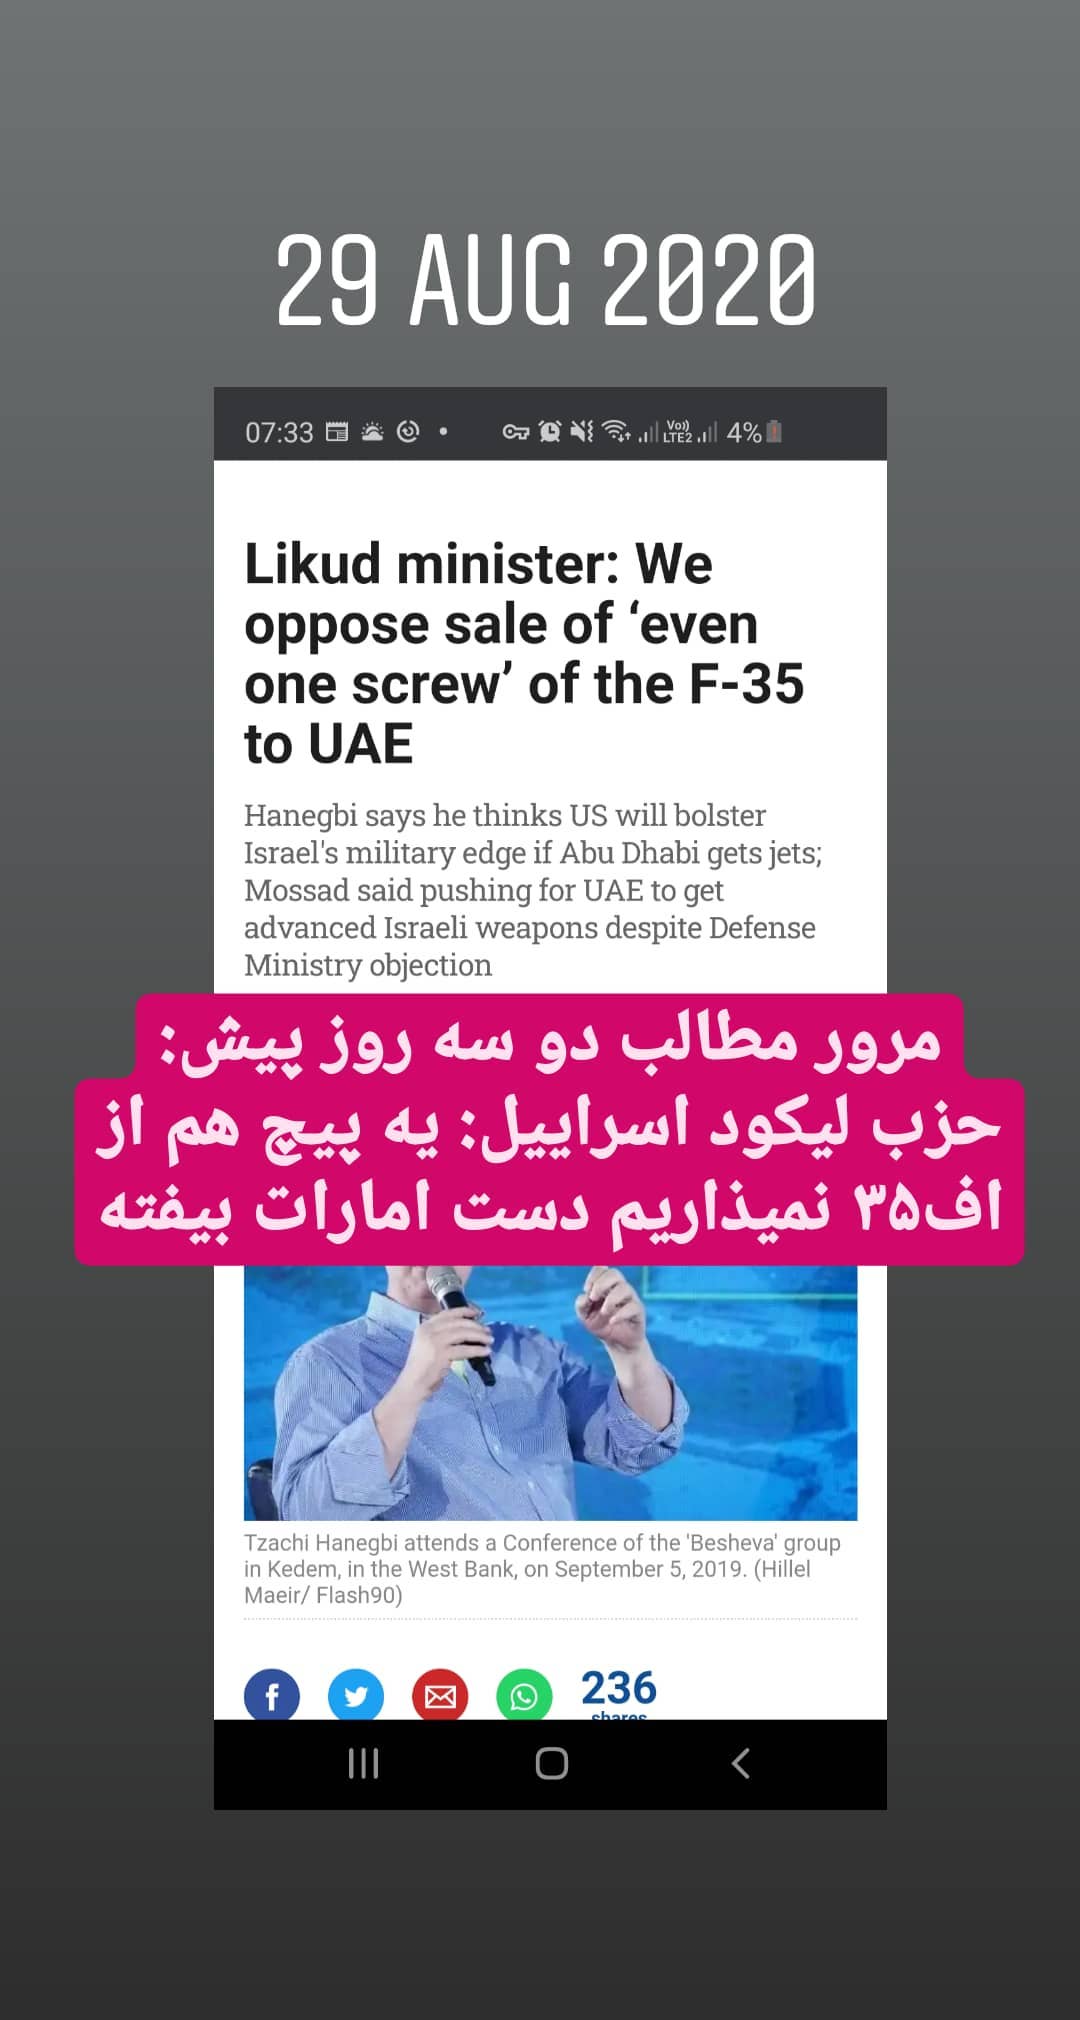 29 AUG 2020
07:33
Vo))
LTE2
4%
Likud minister: We
oppose sale of ‘even
one screw’ of the F-35
to UAE
Hanegbi says he thinks US will bolster
Israel's military edge if Abu Dhabi gets jets;
Mossad said pushing for UAE to get
advanced Israeli weapons despite Defense
Ministry objection
مرور مطالب دو سه روز پیش:
حزب لیکود اسراییل: یه پیچ هم از
اف۳۵ نمیذاریم دست امارات بیفته
Tzachi Hanegbi attends a Conference of the 'Besheva' group
in Kedem, in the West Bank, on September 5, 2019. (Hillel
Maeir/ Flash90)
236
shares